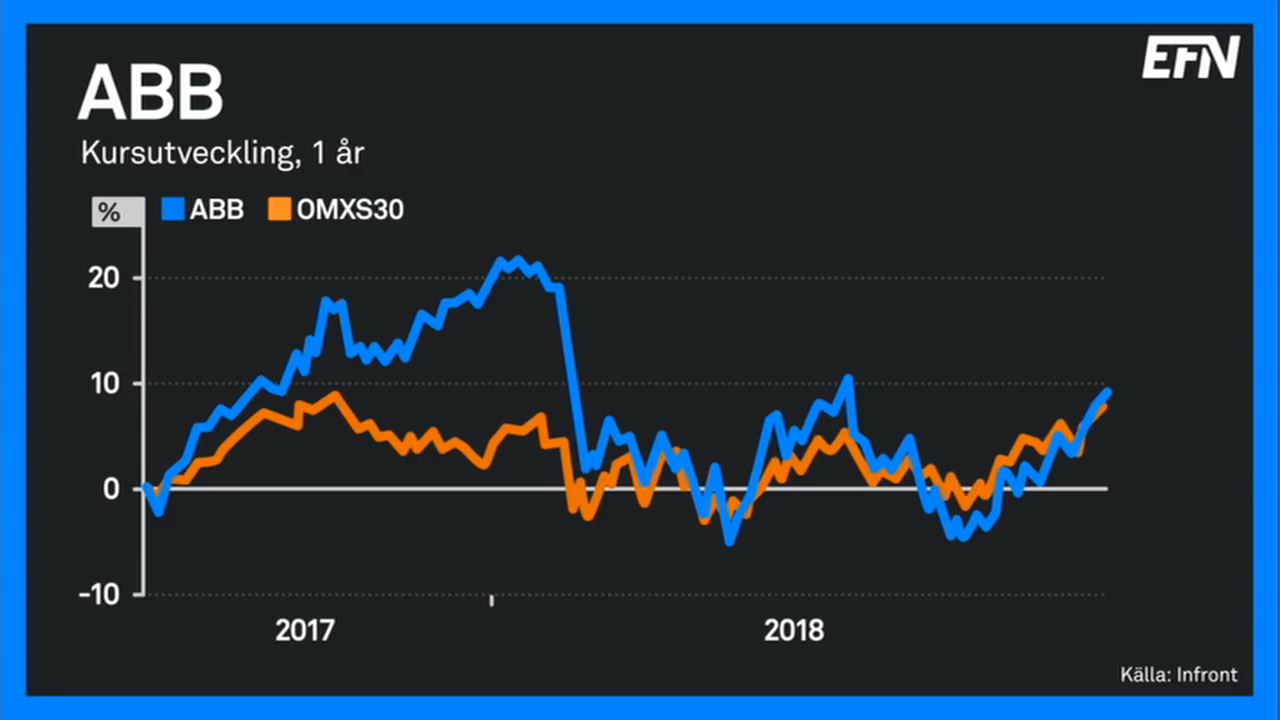 EFN
ABB
Kursutveckling, 1 år
% ABB OMXS30
20
10
0
-10
2017 2018
Källa: Infront